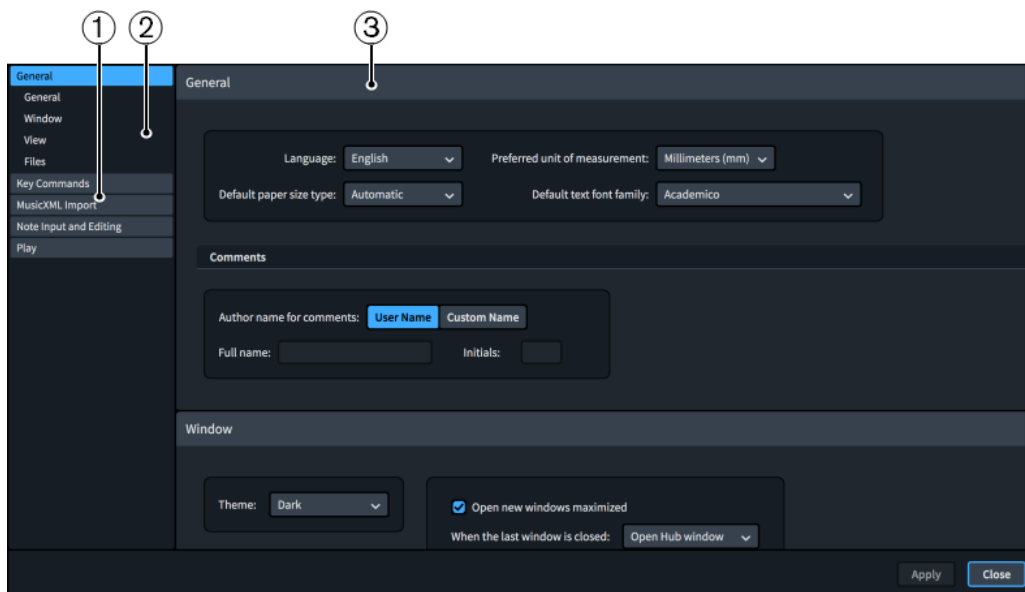 1 2 3
General
General
Window
View
Files
Key Commands
MusicXML Import
Note Input and Editing
Play
General
Language: English Preferred unit of measurement: Millimeters (mm)
Default paper size type: Automatic Default text font family: Academico
Comments
Author name for comments: User Name Custom Name
Full name: Initials:
Window
Theme: Dark
Open new windows maximized
When the last window is closed: Open Hub window
Apply Close